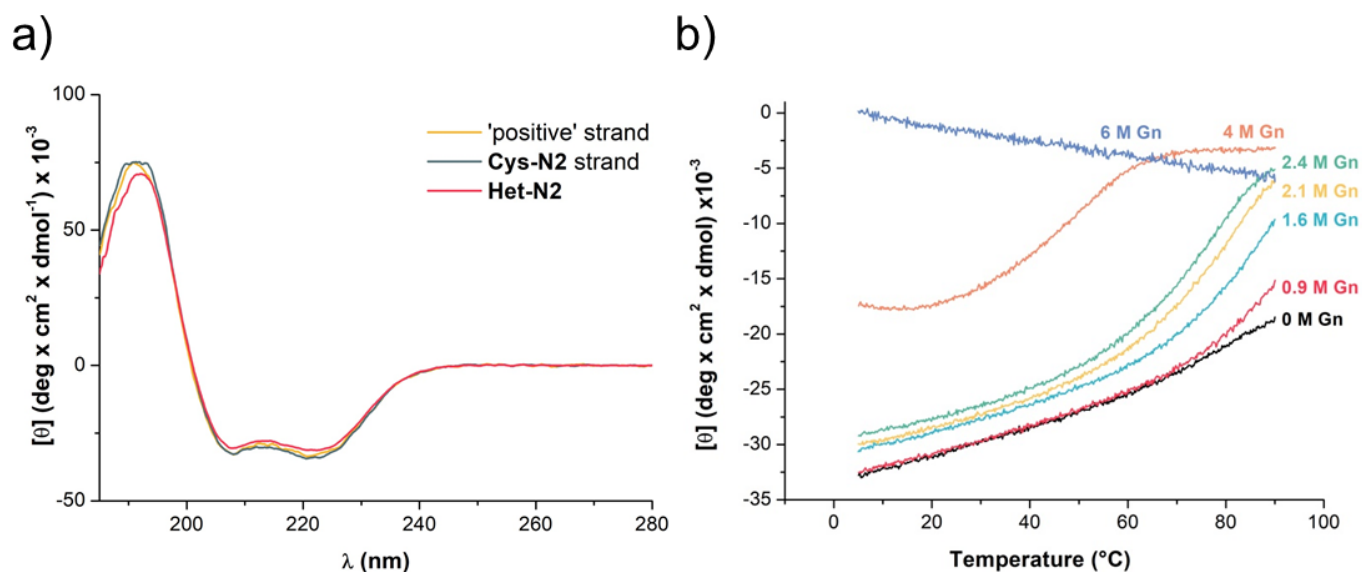 a)
[θ] (deg x cm² x dmol⁻¹) x 10⁻³
100
50
0
-50
200
220
240
260
280
λ (nm)
'positive' strand
Cys-N2 strand
Het-N2
b)
[θ] (deg x cm² x dmol) x10⁻³
0
-5
-10
-15
-20
-25
-30
-35
0
20
40
60
80
100
Temperature (°C)
6 M Gn
4 M Gn
2.4 M Gn
2.1 M Gn
1.6 M Gn
0.9 M Gn
0 M Gn